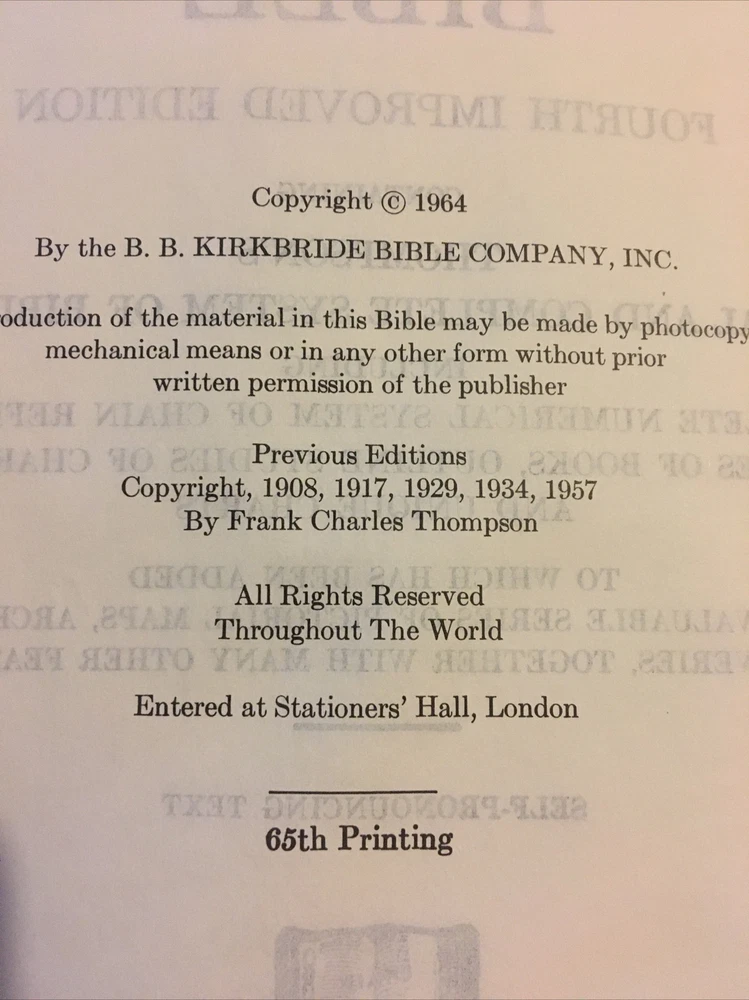 Copyright © 1964
By the B. B. KIRKBRIDE BIBLE COMPANY, INC.
oduction of the material in this Bible may be made by photocopy
mechanical means or in any other form without prior
written permission of the publisher
Previous Editions
Copyright, 1908, 1917, 1929, 1934, 1957
By Frank Charles Thompson
All Rights Reserved
Throughout The World
Entered at Stationers' Hall, London
65th Printing